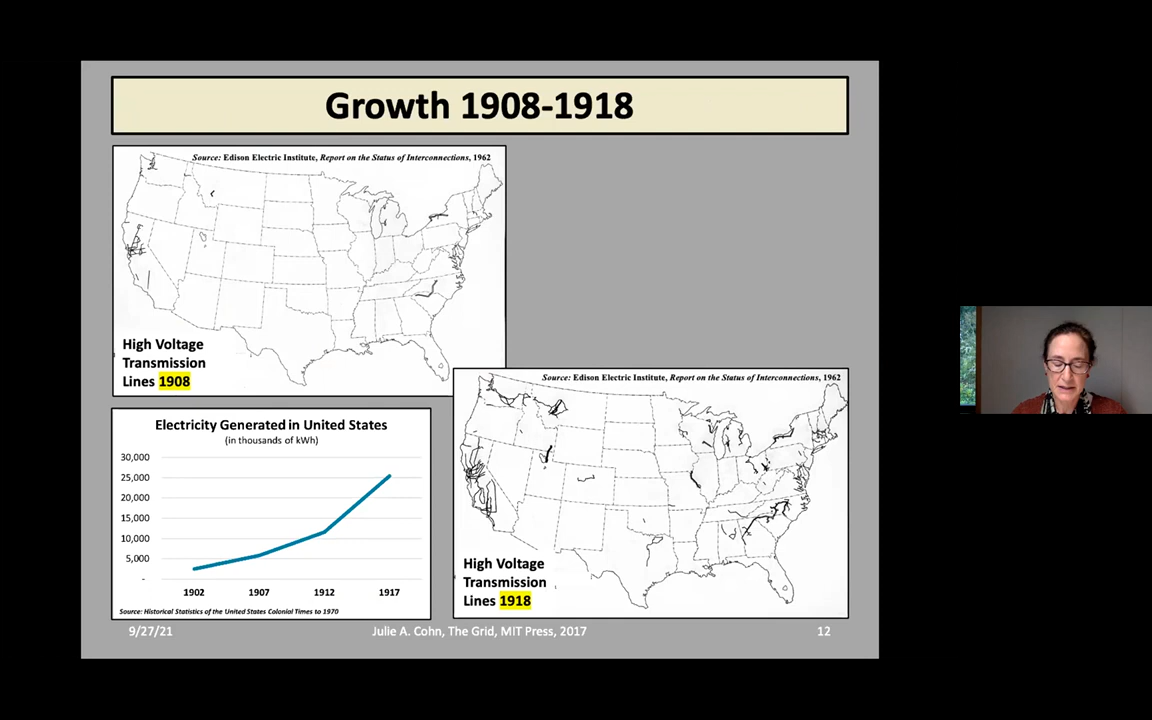 Growth 1908-1918
Source: Edison Electric Institute, Report on the Status of Interconnections, 1962
High Voltage
Transmission
Lines 1908
Source: Edison Electric Institute, Report on the Status of Interconnections, 1962
High Voltage
Transmission
Lines 1918
Electricity Generated in United States
(in thousands of kWh)
30,000
25,000
20,000
15,000
10,000
5,000
-
1902 1907 1912 1917
Source: Historical Statistics of the United States Colonial Times to 1970
9/27/21 Julie A. Cohn, The Grid, MIT Press, 2017 12